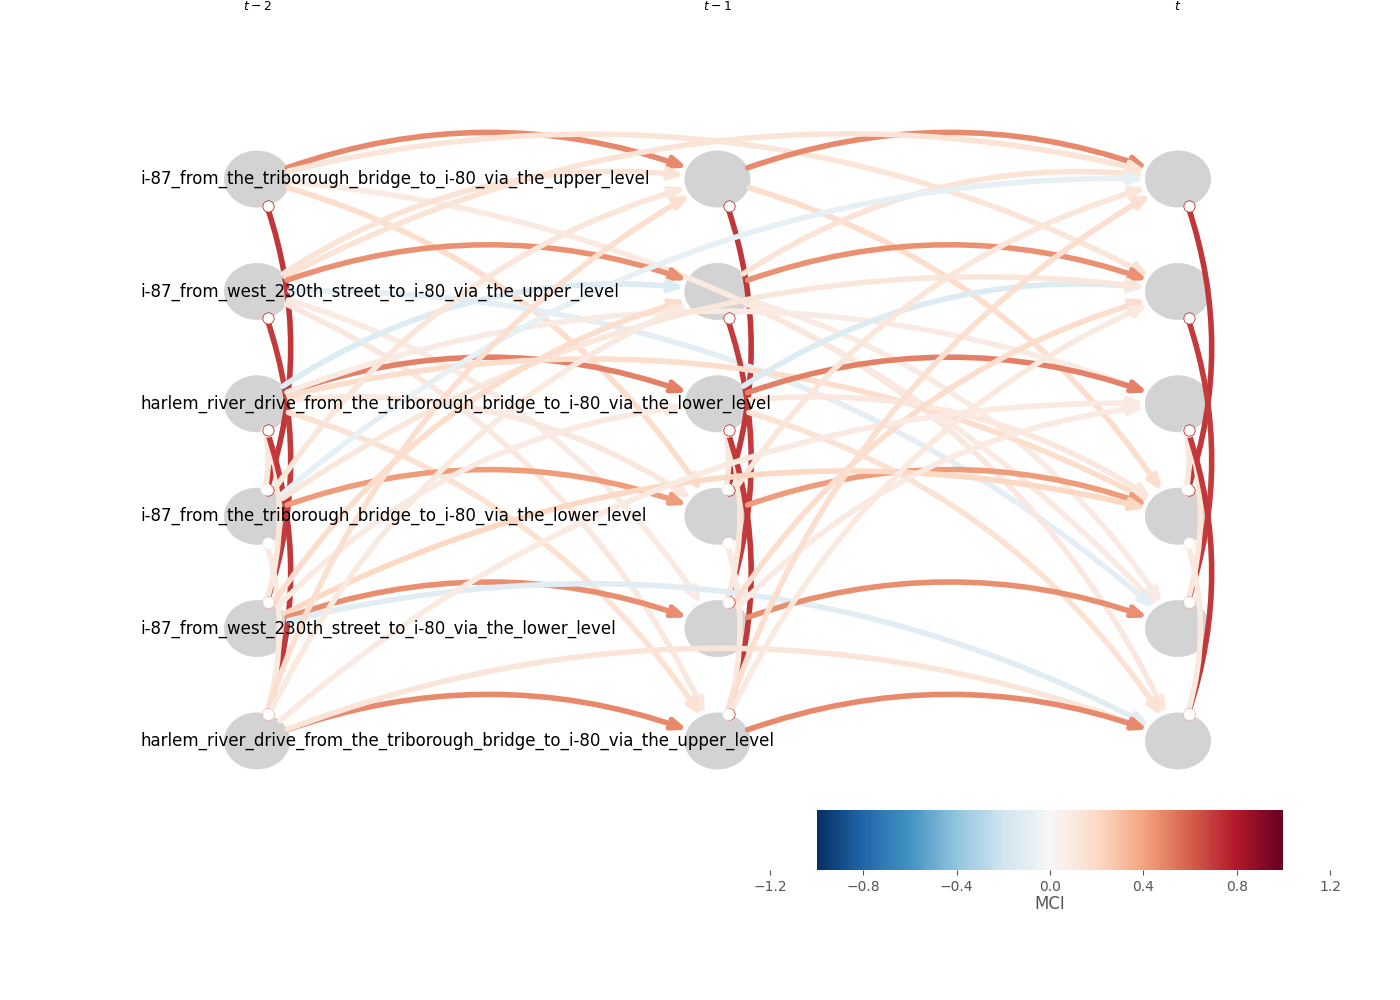 t − 2 t − 1 t
i-87_from_the_triborough_bridge_to_i-80_via_the_upper_level
i-87_from_west_230th_street_to_i-80_via_the_upper_level
harlem_river_drive_from_the_triborough_bridge_to_i-80_via_the_lower_level
i-87_from_the_triborough_bridge_to_i-80_via_the_lower_level
i-87_from_west_230th_street_to_i-80_via_the_lower_level
harlem_river_drive_from_the_triborough_bridge_to_i-80_via_the_upper_level
−1.2 −0.8 −0.4 0.0 0.4 0.8 1.2
MCI